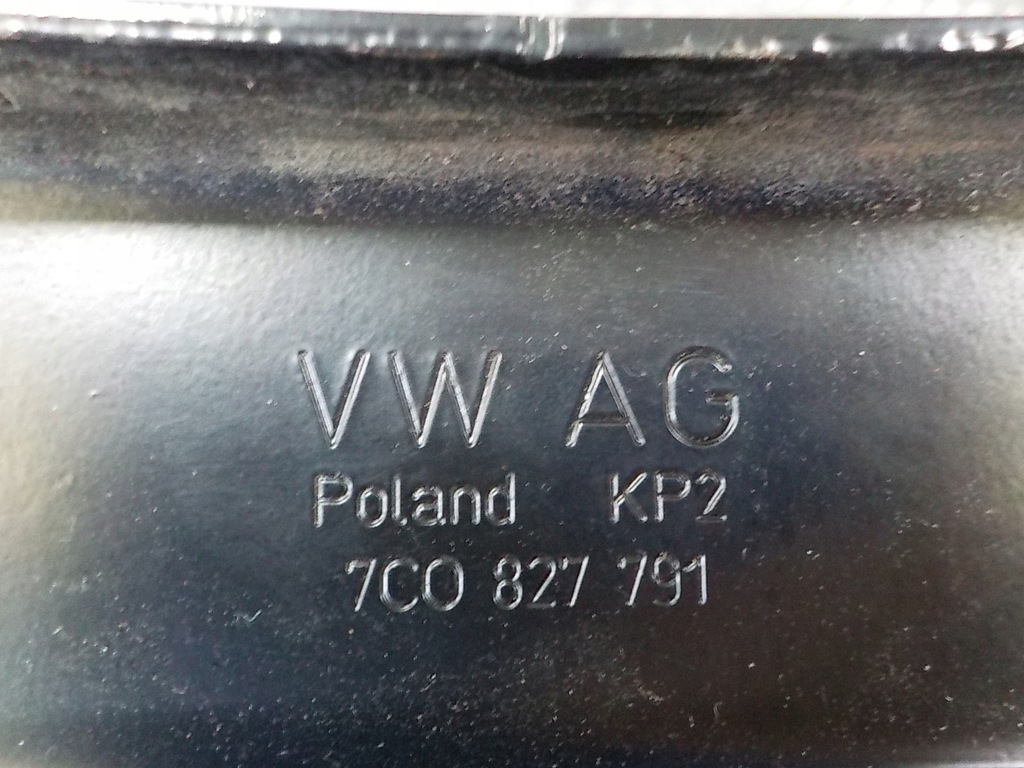 VW AG
Poland KP2
7C0 827 791